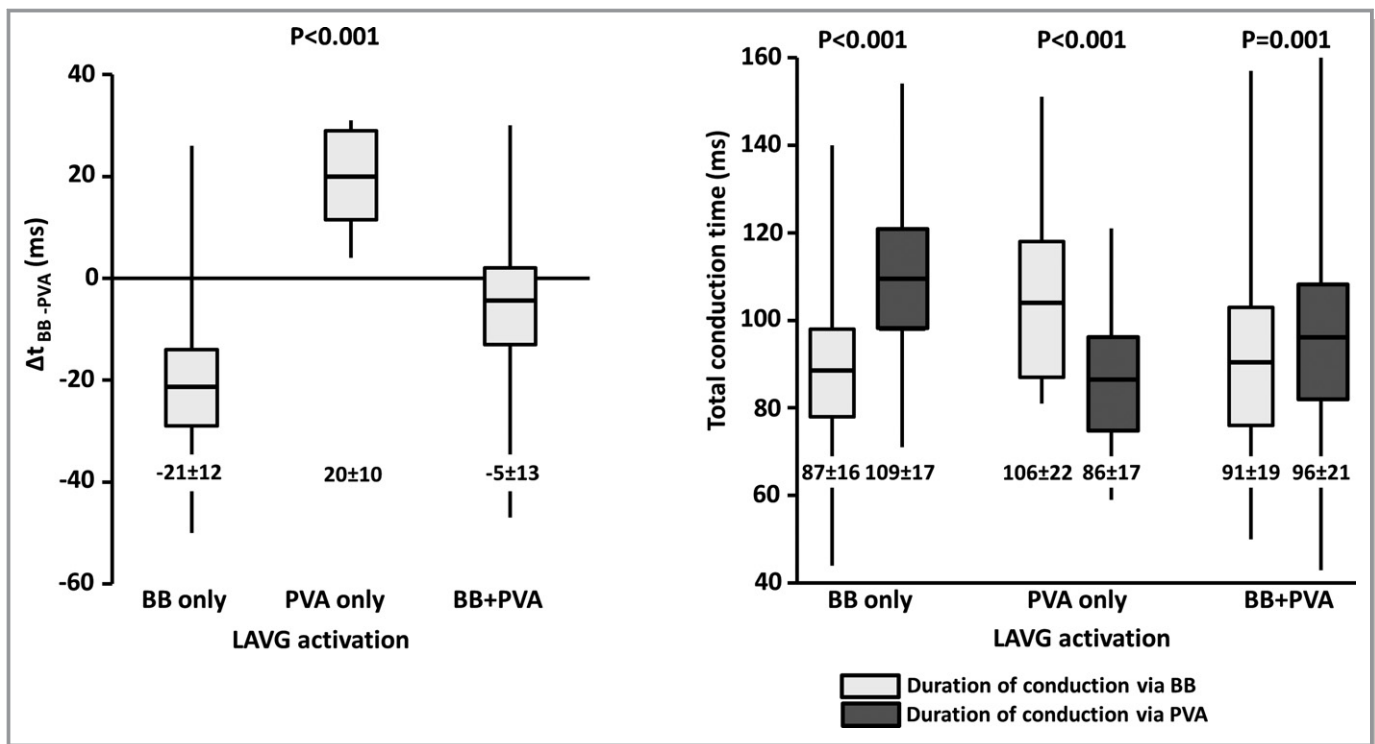 P<0.001
40
20
0
-20
-40
-60
Δt BB -PVA (ms)
-21±12
20±10
-5±13
BB only
PVA only
BB+PVA
LAVG activation
P<0.001
P<0.001
P=0.001
160
140
120
100
80
60
40
Total conduction time (ms)
87±16
109±17
106±22
86±17
91±19
96±21
BB only
PVA only
BB+PVA
LAVG activation
Duration of conduction via BB
Duration of conduction via PVA